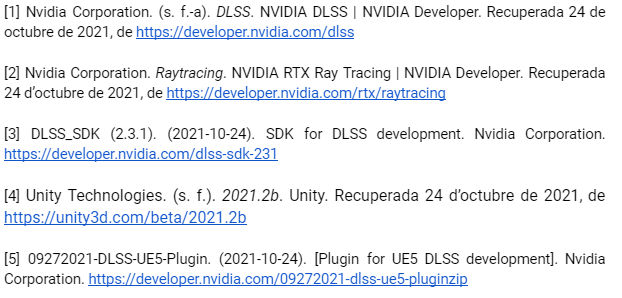 [1] Nvidia Corporation. (s. f.-a). DLSS. NVIDIA DLSS | NVIDIA Developer. Recuperada 24 de
octubre de 2021, de https://developer.nvidia.com/dlss
[2] Nvidia Corporation. Raytracing. NVIDIA RTX Ray Tracing | NVIDIA Developer. Recuperada
24 d’octubre de 2021, de https://developer.nvidia.com/rtx/raytracing
[3] DLSS_SDK (2.3.1). (2021-10-24). SDK for DLSS development. Nvidia Corporation.
https://developer.nvidia.com/dlss-sdk-231
[4] Unity Technologies. (s. f.). 2021.2b. Unity. Recuperada 24 d’octubre de 2021, de
https://unity3d.com/beta/2021.2b
[5] 09272021-DLSS-UE5-Plugin. (2021-10-24). [Plugin for UE5 DLSS development]. Nvidia
Corporation. https://developer.nvidia.com/09272021-dlss-ue5-pluginzip